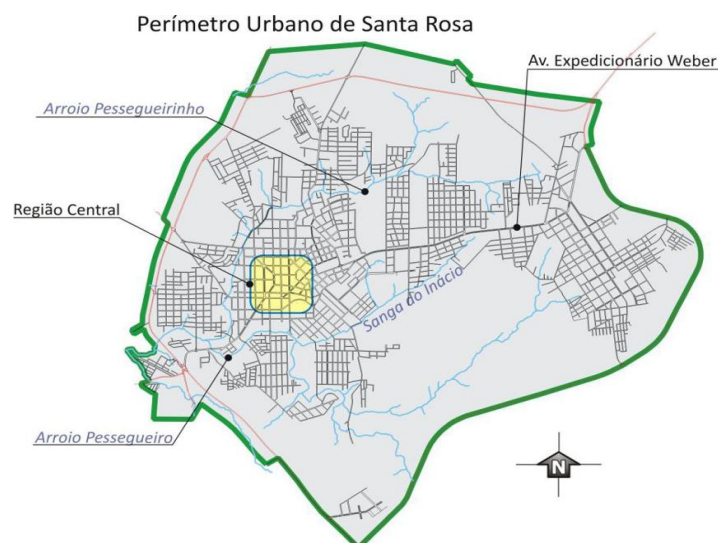 Perímetro Urbano de Santa Rosa
Av. Expedicionário Weber
Arroio Pessegueirinho
Região Central
Sanga do Inácio
Arroio Pessegueiro
N